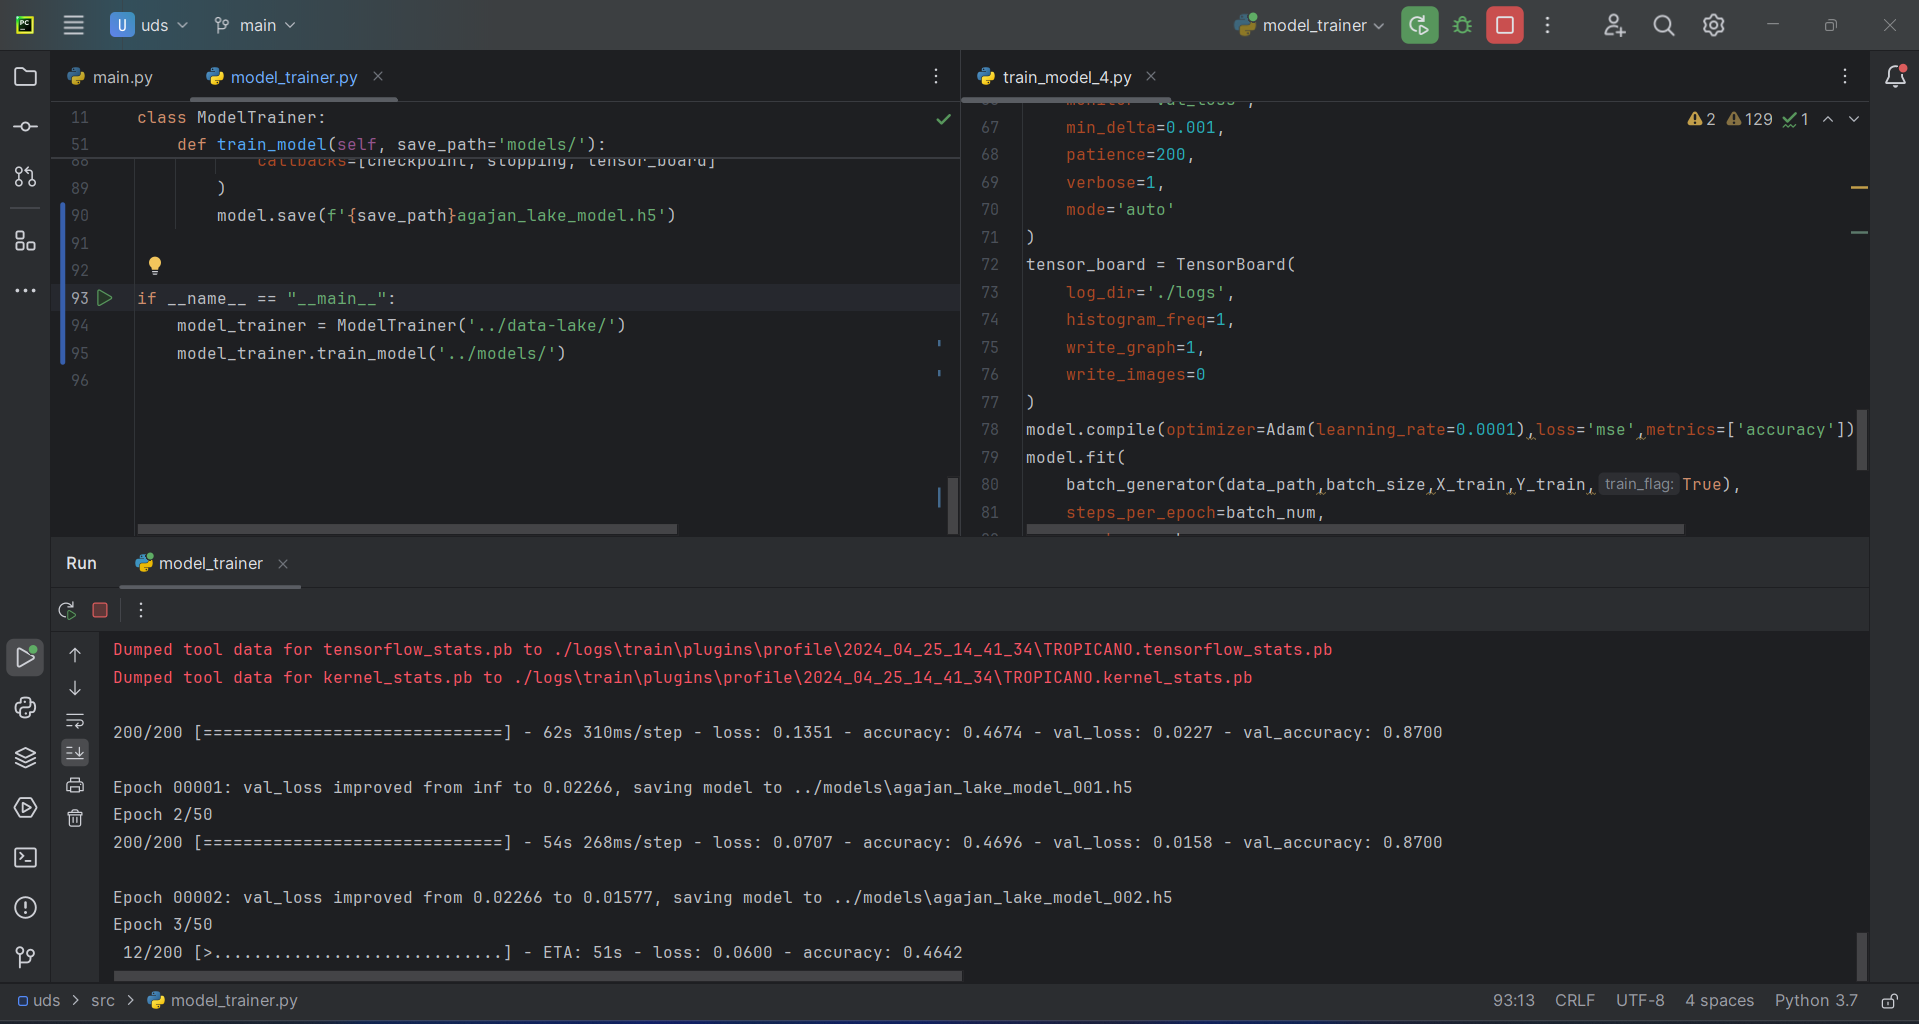 PC
U uds main
model_trainer
main.py
model_trainer.py
11 class ModelTrainer:
51 def train_model(self, save_path='models/'):
88 callbacks=[checkpoint, stopping, tensor_board]
89 )
90 model.save(f'{save_path}agajan_lake_model.h5')
91
92
93 if __name__ == "__main__":
94 model_trainer = ModelTrainer('../data-lake/')
95 model_trainer.train_model('../models/')
96
train_model_4.py
2 129 1
67 min_delta=0.001,
68 patience=200,
69 verbose=1,
70 mode='auto'
71 )
72 tensor_board = TensorBoard(
73 log_dir='./logs',
74 histogram_freq=1,
75 write_graph=1,
76 write_images=0
77 )
78 model.compile(optimizer=Adam(learning_rate=0.0001),loss='mse',metrics=['accuracy'])
79 model.fit(
80 batch_generator(data_path,batch_size,X_train,Y_train, train_flag: True),
81 steps_per_epoch=batch_num,
Run model_trainer
Dumped tool data for tensorflow_stats.pb to ./logs\train\plugins\profile\2024_04_25_14_41_34\TROPICANO.tensorflow_stats.pb
Dumped tool data for kernel_stats.pb to ./logs\train\plugins\profile\2024_04_25_14_41_34\TROPICANO.kernel_stats.pb
200/200 [==============================] - 62s 310ms/step - loss: 0.1351 - accuracy: 0.4674 - val_loss: 0.0227 - val_accuracy: 0.8700
Epoch 00001: val_loss improved from inf to 0.02266, saving model to ../models\agajan_lake_model_001.h5
Epoch 2/50
200/200 [==============================] - 54s 268ms/step - loss: 0.0707 - accuracy: 0.4696 - val_loss: 0.0158 - val_accuracy: 0.8700
Epoch 00002: val_loss improved from 0.02266 to 0.01577, saving model to ../models\agajan_lake_model_002.h5
Epoch 3/50
12/200 [>.............................] - ETA: 51s - loss: 0.0600 - accuracy: 0.4642
uds > src > model_trainer.py
93:13 CRLF UTF-8 4 spaces Python 3.7